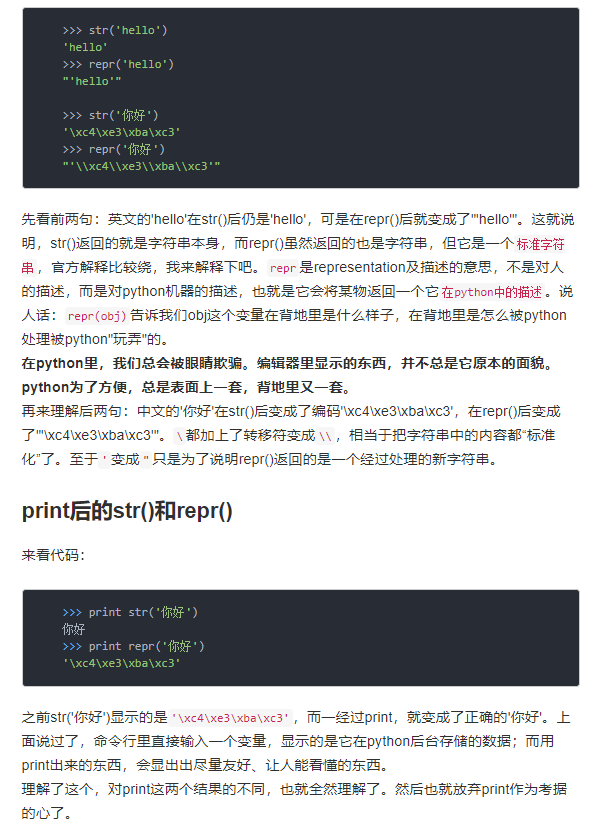 >>> str('hello')
'hello'
>>> repr('hello')
"'hello'"
>>> str('你好')
'\xc4\xe3\xba\xc3'
>>> repr('你好')
"'\\xc4\\xe3\\xba\\xc3'"
先看前两句：英文的'hello'在str()后仍是'hello'，可是在repr()后就变成了"'hello'"。这就说
明，str()返回的就是字符串本身，而repr()虽然返回的也是字符串，但它是一个标准字符
串，官方解释比较绕，我来解释下吧。repr是representation及描述的意思，不是对人
的描述，而是对python机器的描述，也就是它会将某物返回一个它在python中的描述。说
人话：repr(obj)告诉我们obj这个变量在背地里是什么样子，在背地里是怎么被python
处理被python"玩弄"的。
在python里，我们总会被眼睛欺骗。编辑器里显示的东西，并不总是它原本的面貌。
python为了方便，总是表面上一套，背地里又一套。
再来理解后两句：中文的'你好'在str()后变成了编码'\xc4\xe3\xba\xc3'，在repr()后变成
了"'\xc4\xe3\xba\xc3'"。\都加上了转移符变成\\，相当于把字符串中的内容都“标准
化”了。至于'变成"只是为了说明repr()返回的是一个经过处理的新字符串。
print后的str()和repr()
来看代码：
>>> print str('你好')
你好
>>> print repr('你好')
'\xc4\xe3\xba\xc3'
之前str('你好')显示的是'\xc4\xe3\xba\xc3'，而一经过print，就变成了正确的'你好'。上
面说过了，命令行里直接输入一个变量，显示的是它在python后台存储的数据；而用
print出来的东西，会显出出尽量友好、让人能看懂的东西。
理解了这个，对print这两个结果的不同，也就全然理解了。然后也就放弃print作为考据
的心了。